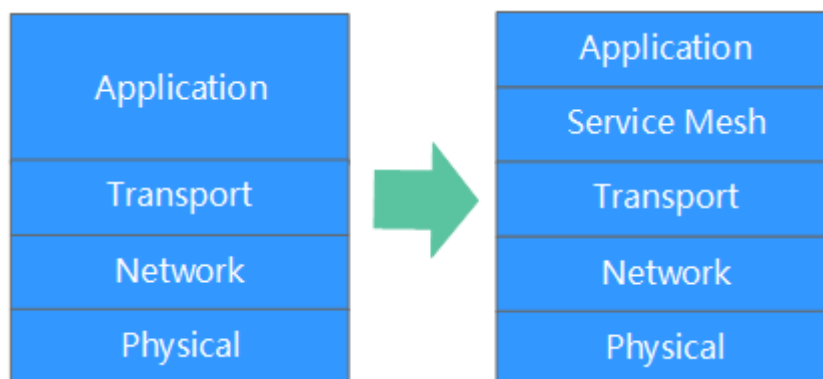 Application
Transport
Network
Physical
Application
Service Mesh
Transport
Network
Physical